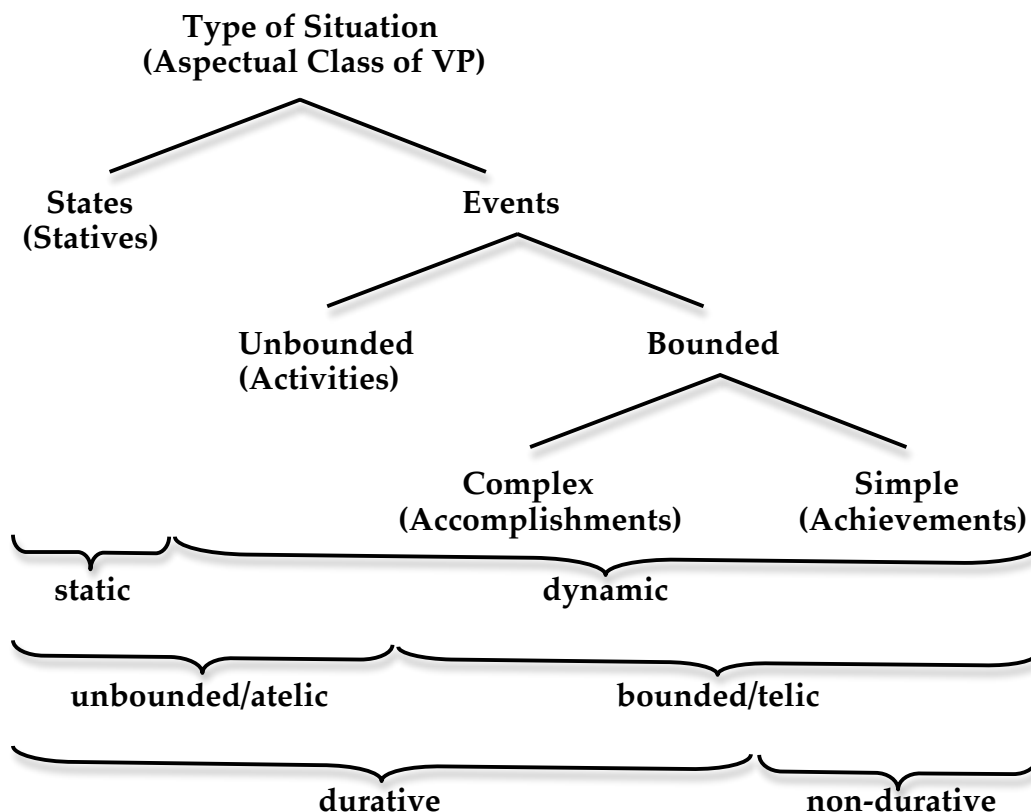 Type of Situation
(Aspectual Class of VP)
States
(Statives)
Events
Unbounded
(Activities)
Bounded
Complex
(Accomplishments)
Simple
(Achievements)
static
dynamic
unbounded/atelic
bounded/telic
durative
non-durative